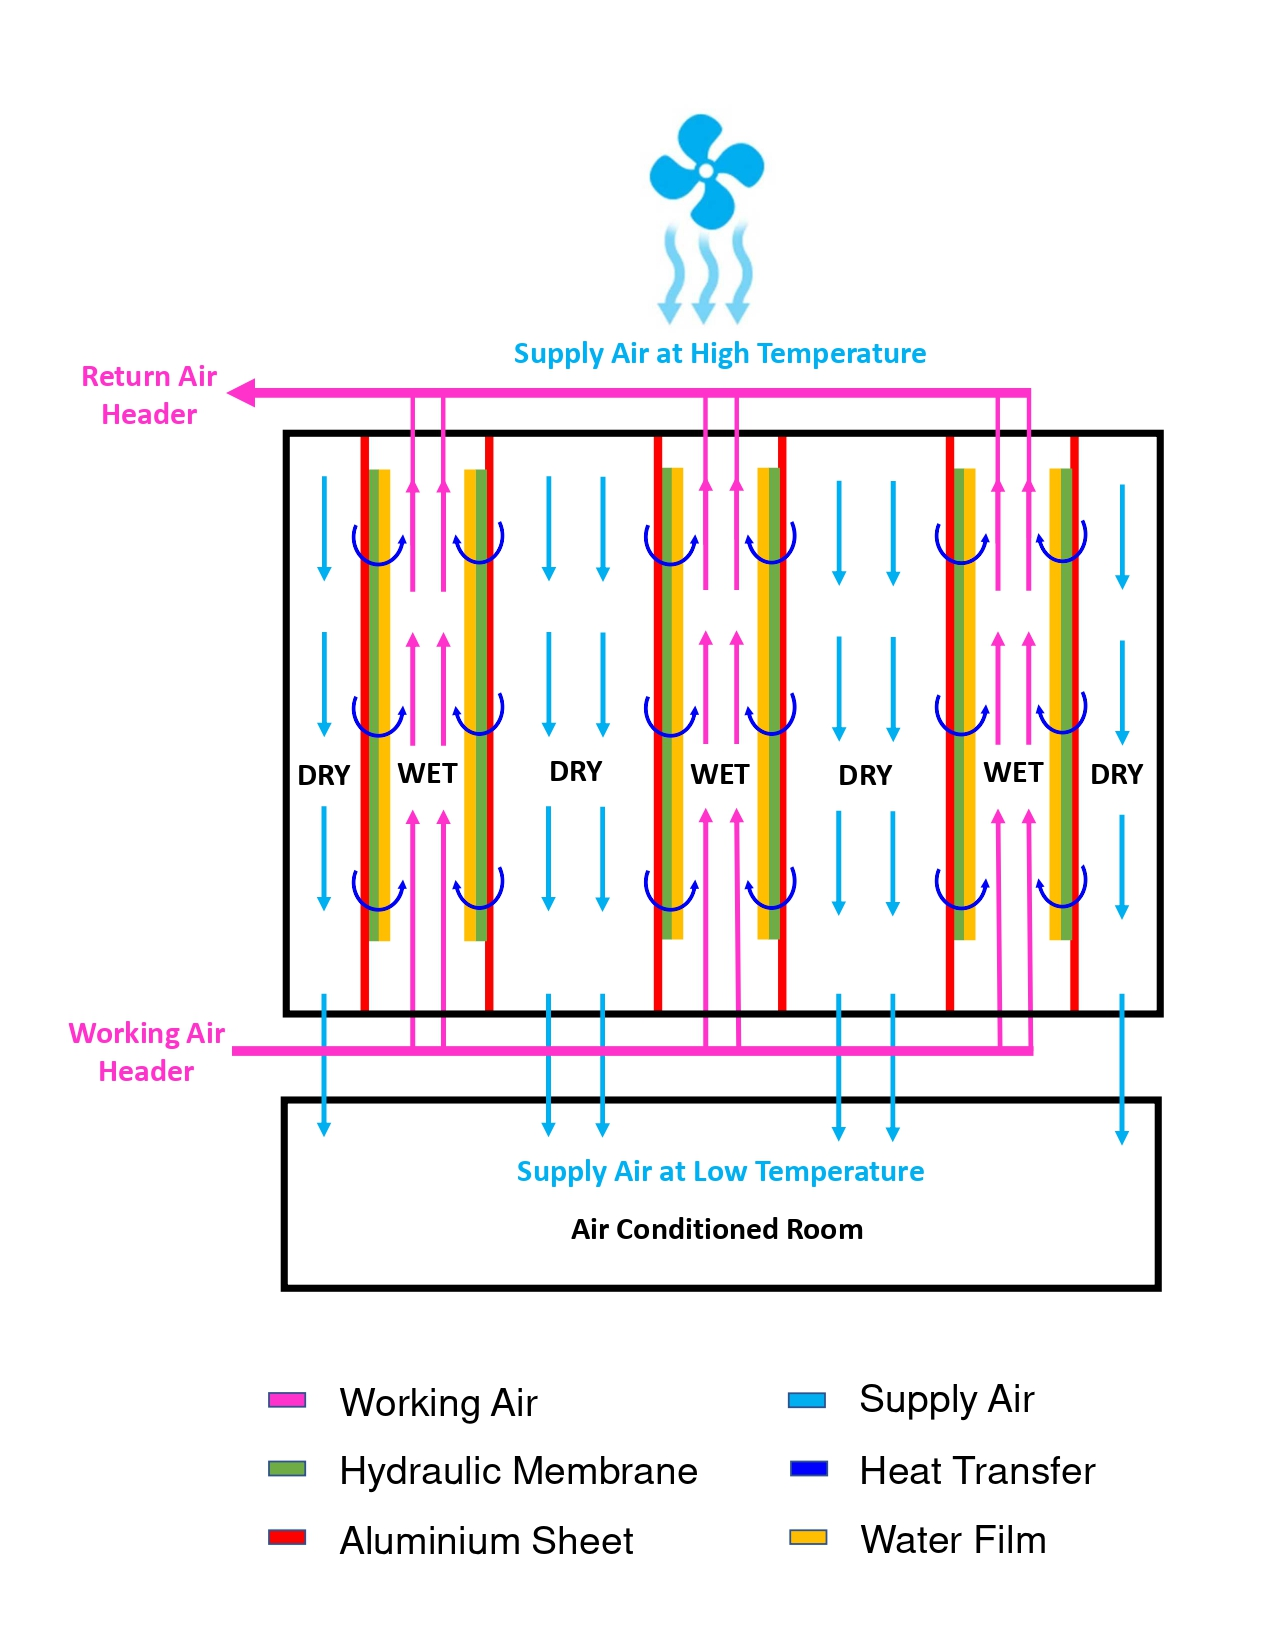 Supply Air at High Temperature
Return Air
Header
DRY
WET
DRY
WET
DRY
WET
DRY
Working Air
Header
Supply Air at Low Temperature
Air Conditioned Room
Working Air
Supply Air
Hydraulic Membrane
Heat Transfer
Aluminium Sheet
Water Film